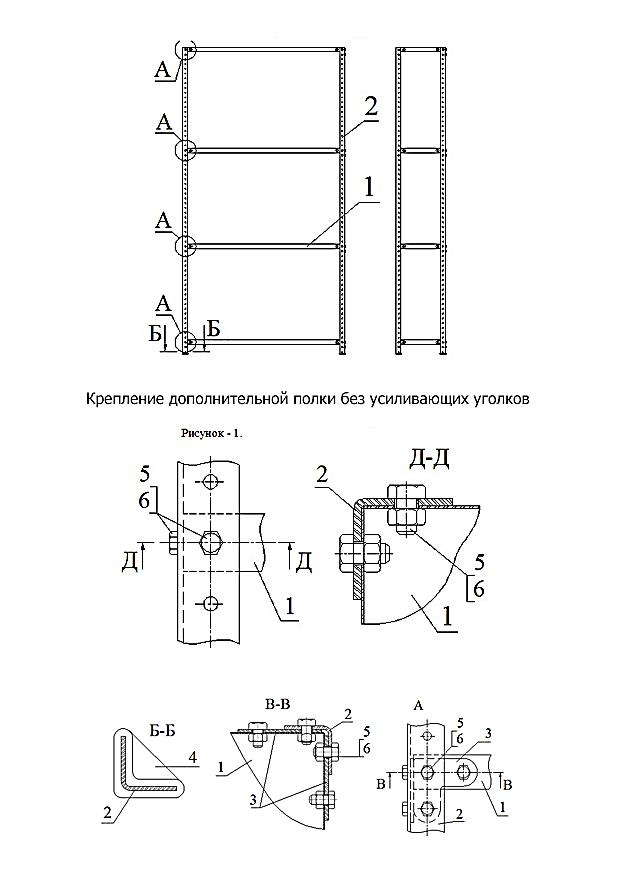 А
2
А
1
А
А
Б
Б
Крепление дополнительной полки без усиливающих уголков
Рисунок - 1.
5
6
Д
Д
1
Д-Д
2
5
6
1
Б-Б
4
2
В-В
2
5
6
1
3
А
5
6
3
В
В
1
2